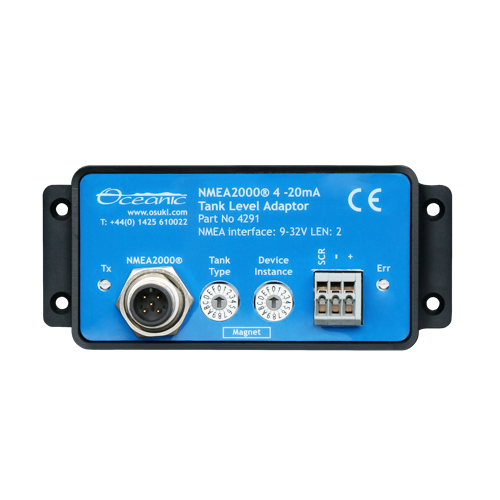 Oceanic
www.osukl.com
T: +44(0) 1425 610022
NMEA2000® 4 -20mA
Tank Level Adaptor
Part No 4291
NMEA interface: 9-32V LEN: 2
CE
Tx
NMEA2000®
Tank
Type
Device
Instance
SCR
-
+
Err
Magnet